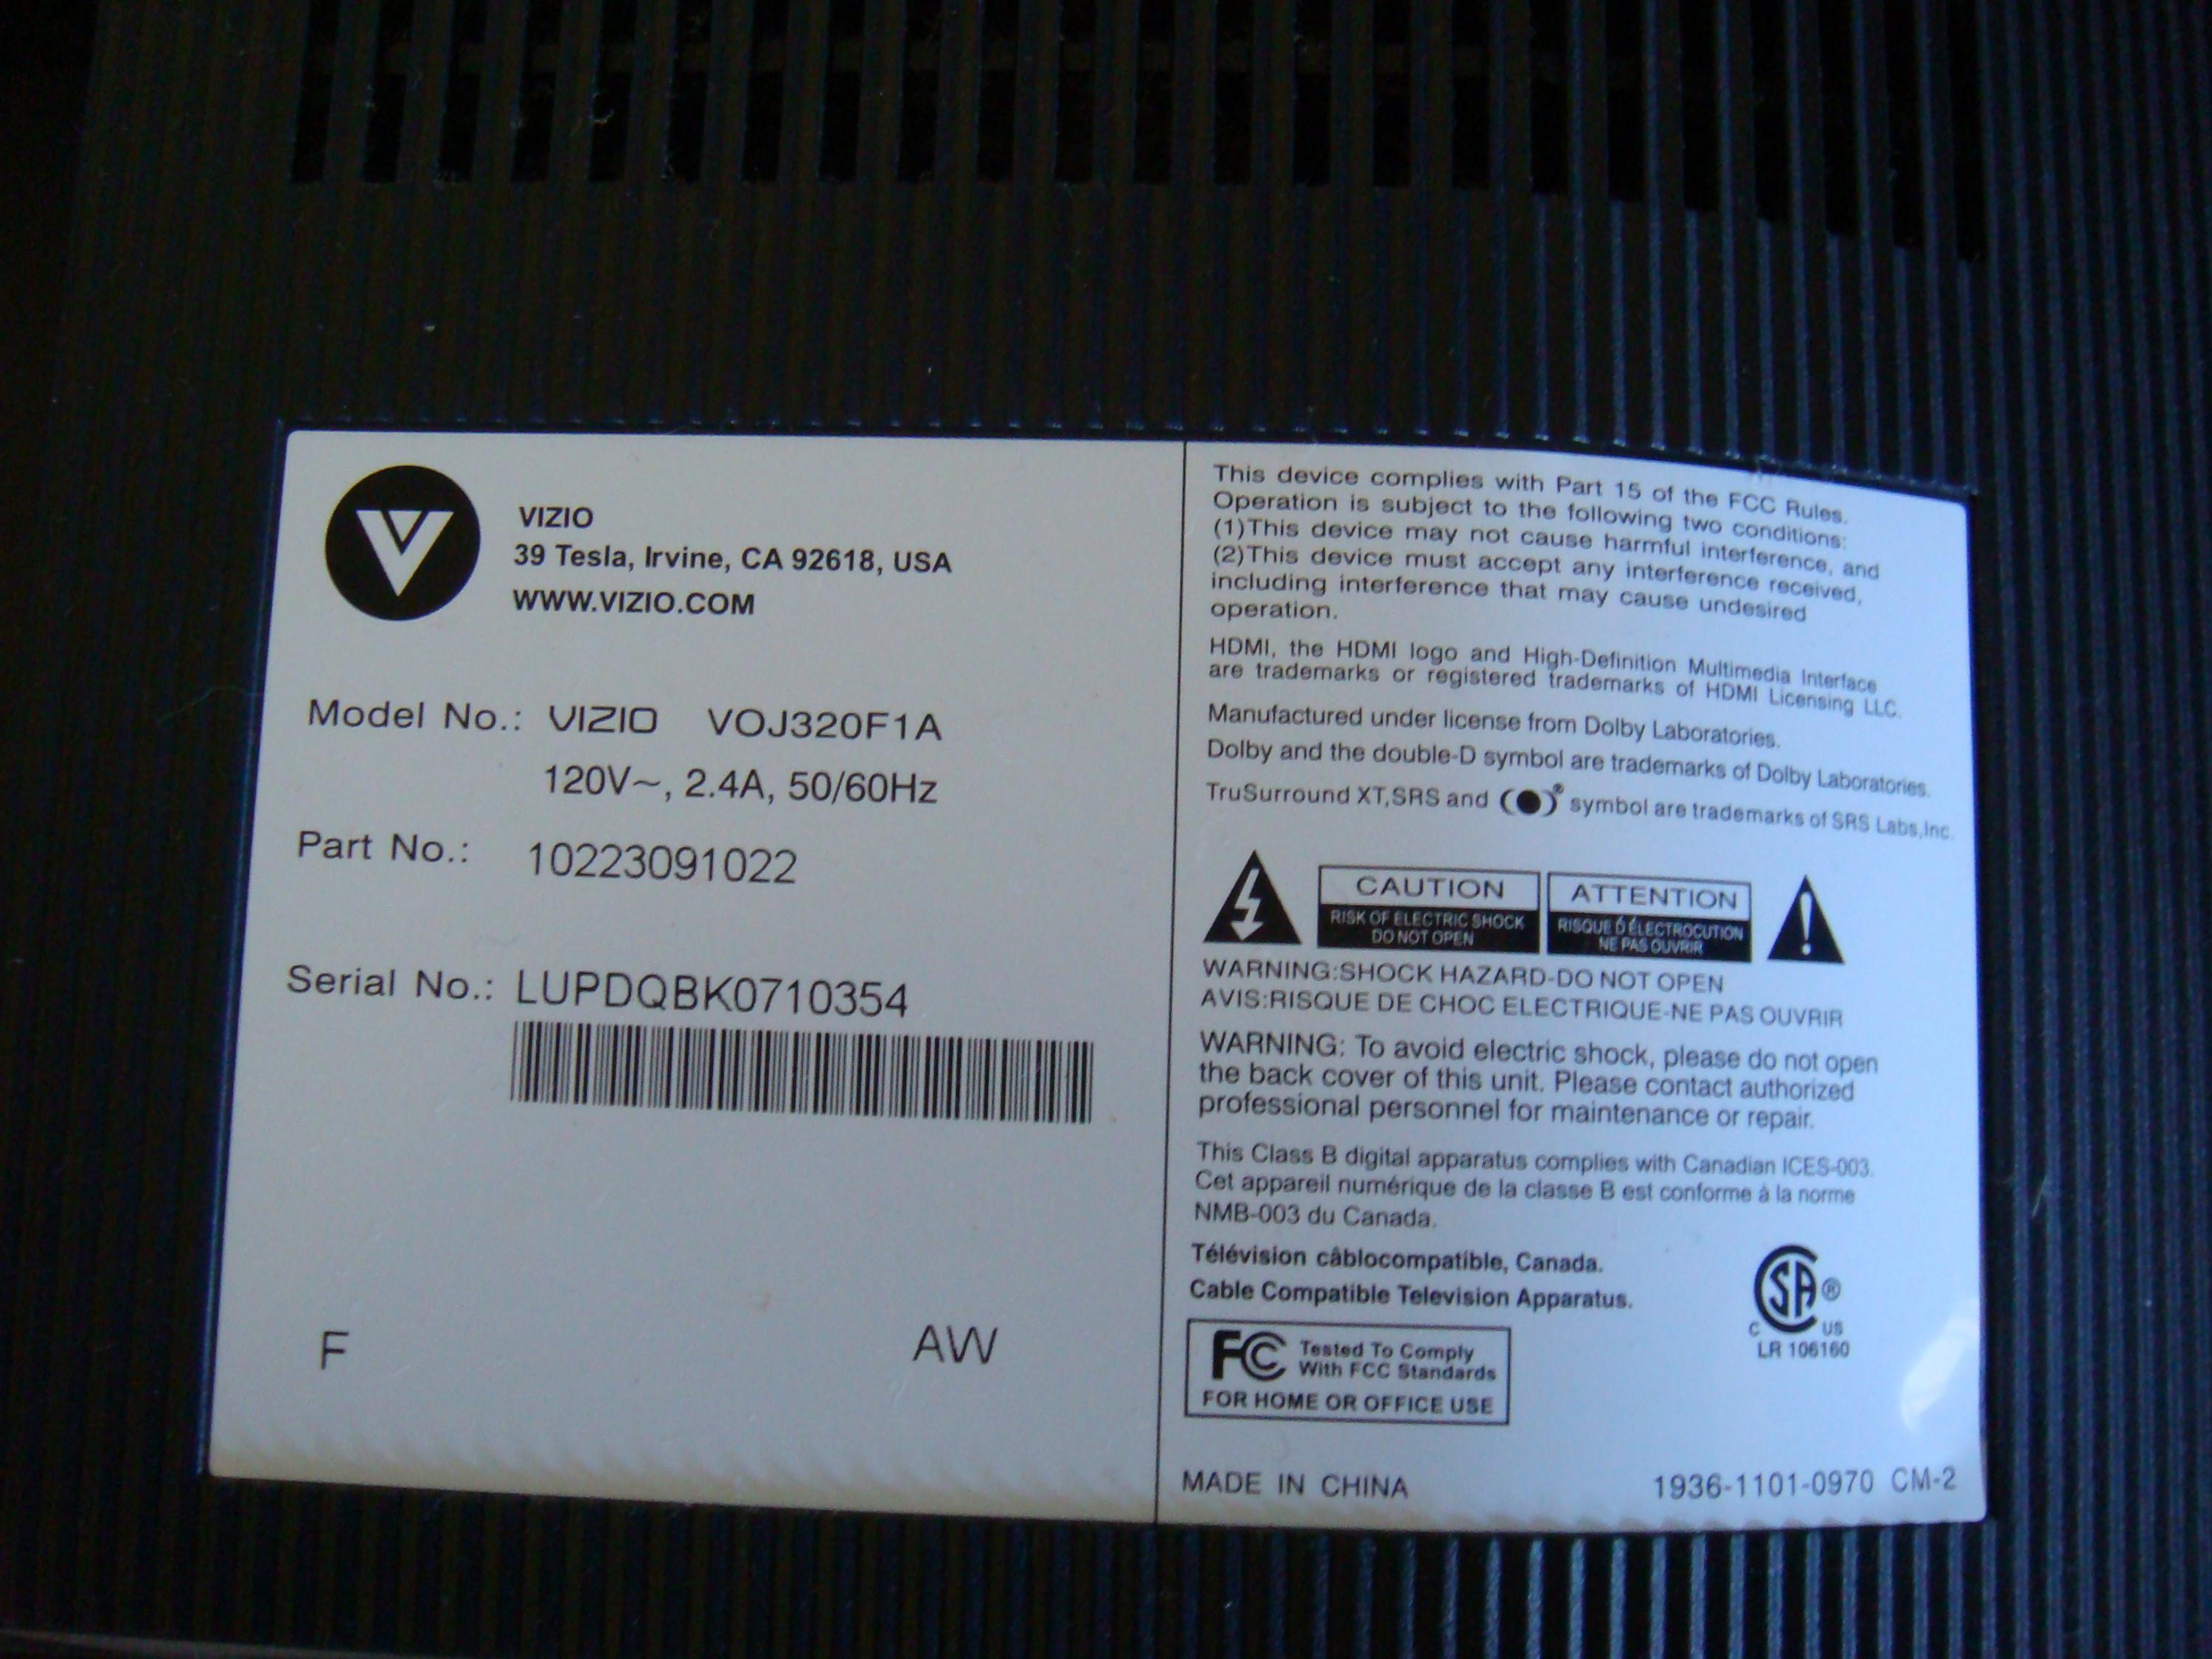 VIZIO
39 Tesla, Irvine, CA 92618, USA
WWW.VIZIO.COM
Model No.: VIZIO VOJ320F1A
120V~, 2.4A, 50/60Hz
Part No.: 10223091022
Serial No.: LUPDQBK0710354
F AW
This device complies with Part 15 of the FCC Rules.
Operation is subject to the following two conditions:
(1)This device may not cause harmful interference, and
(2)This device must accept any interference received,
including interference that may cause undesired
operation.
HDMI, the HDMI logo and High-Definition Multimedia Interface
are trademarks or registered trademarks of HDMI Licensing LLC.
Manufactured under license from Dolby Laboratories.
Dolby and the double-D symbol are trademarks of Dolby Laboratories.
TruSurround XT,SRS and (●)® symbol are trademarks of SRS Labs,Inc.
CAUTION
RISK OF ELECTRIC SHOCK
DO NOT OPEN
ATTENTION
RISQUE Ó ÉLECTROCUTION
NE PAS OUVRIR
WARNING:SHOCK HAZARD-DO NOT OPEN
AVIS:RISQUE DE CHOC ELECTRIQUE-NE PAS OUVRIR
WARNING: To avoid electric shock, please do not open
the back cover of this unit. Please contact authorized
professional personnel for maintenance or repair.
This Class B digital apparatus complies with Canadian ICES-003.
Cet appareil numérique de la classe B est conforme à la norme
NMB-003 du Canada.
Télévision câblocompatible, Canada.
Cable Compatible Television Apparatus.
SA®
C US
LR 106160
FC Tested To Comply
With FCC Standards
FOR HOME OR OFFICE USE
MADE IN CHINA
1936-1101-0970 CM-2